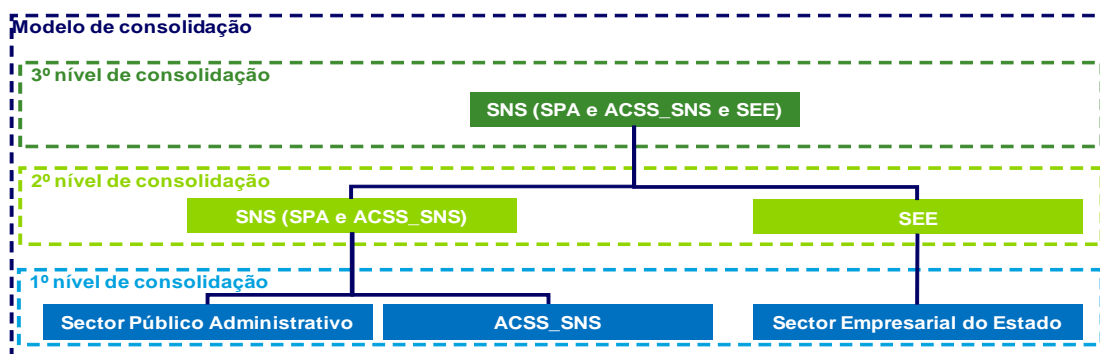 Modelo de consolidação
3º nível de consolidação
SNS (SPA e ACSS_SNS e SEE)
2º nível de consolidação
SNS (SPA e ACSS_SNS)
SEE
1º nível de consolidação
Sector Público Administrativo
ACSS_SNS
Sector Empresarial do Estado